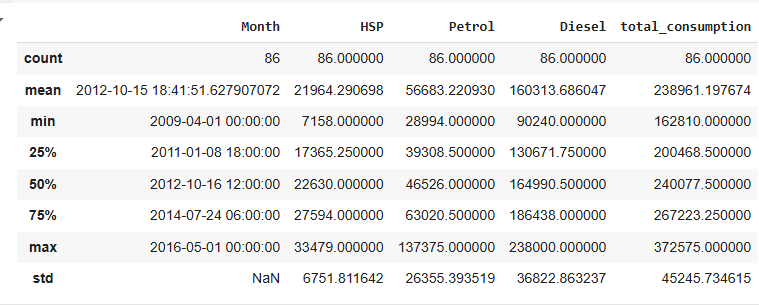 Month HSP Petrol Diesel total_consumption
count 86 86.000000 86.000000 86.000000 86.000000
mean 2012-10-15 18:41:51.627907072 21964.290698 56683.220930 160313.686047 238961.197674
min 2009-04-01 00:00:00 7158.000000 28994.000000 90240.000000 162810.000000
25% 2011-01-08 18:00:00 17365.250000 39308.500000 130671.750000 200468.500000
50% 2012-10-16 12:00:00 22630.000000 46526.000000 164990.500000 240077.500000
75% 2014-07-24 06:00:00 27594.000000 63020.500000 186438.000000 267223.250000
max 2016-05-01 00:00:00 33479.000000 137375.000000 238000.000000 372575.000000
std NaN 6751.811642 26355.393519 36822.863237 45245.734615